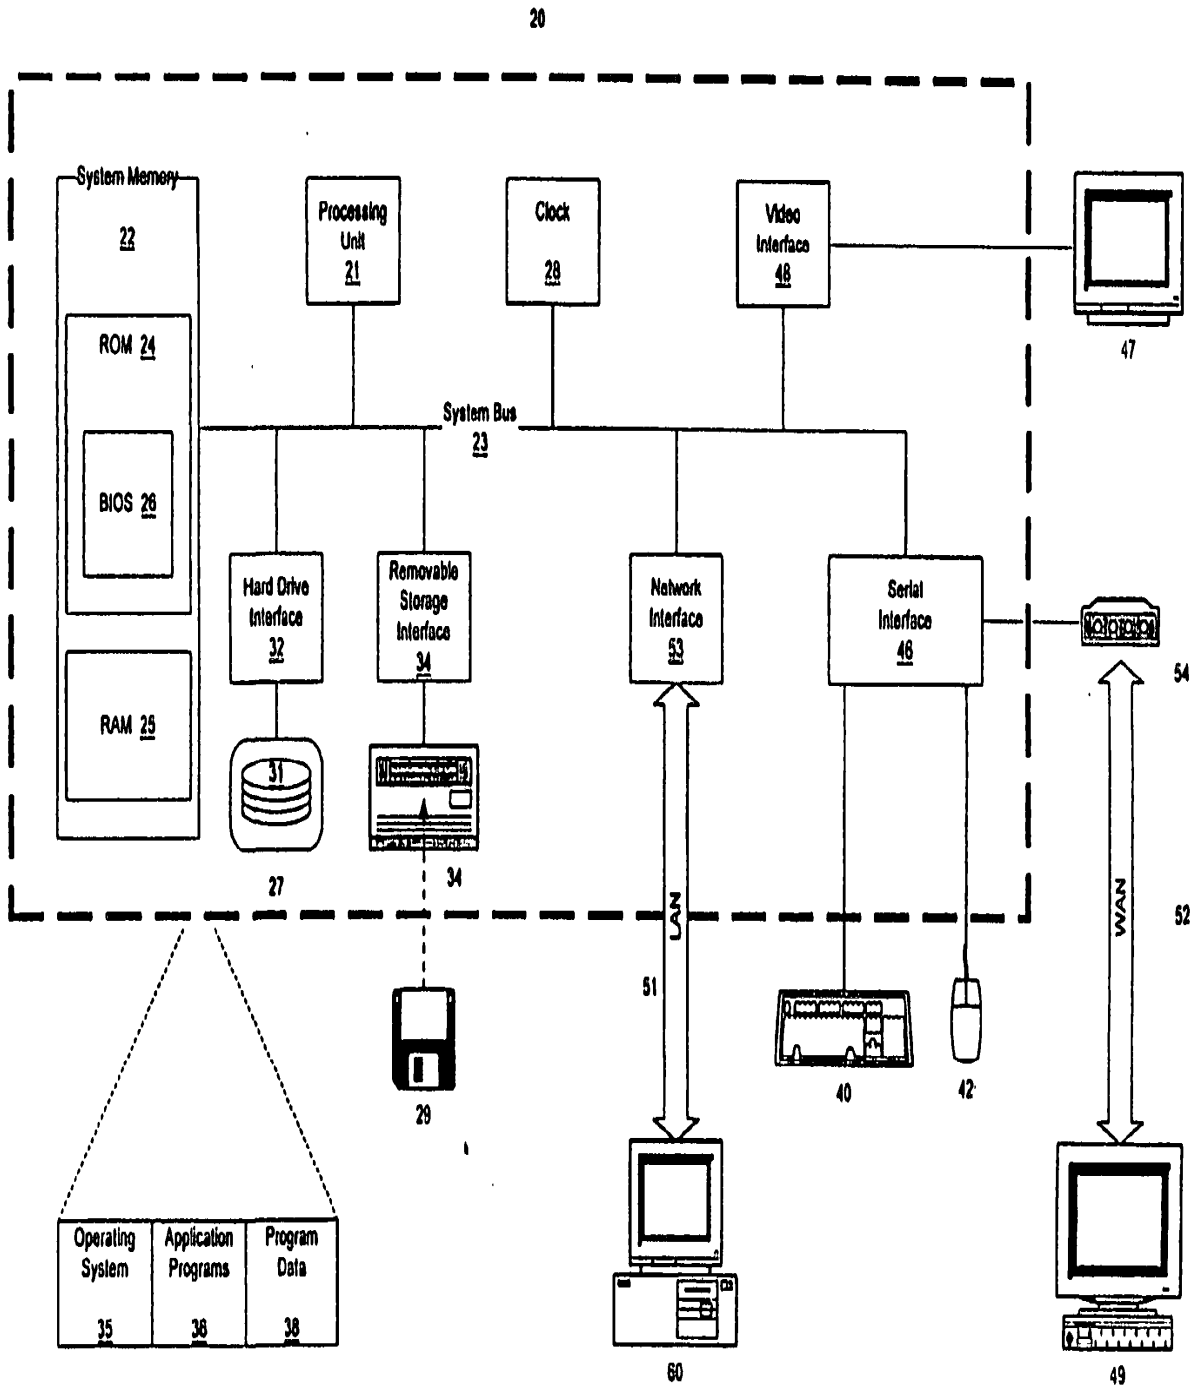 20
System Memory
22
ROM 24
BIOS 26
RAM 25
Processing
Unit
21
Clock
28
Video
Interface
48
47
System Bus
23
Hard Drive
Interface
32
Removable
Storage
Interface
34
Network
Interface
53
Serial
Interface
46
54
31
27
34
LAN
51
WAN
52
29
40
42
Operating
System
35
Application
Programs
36
Program
Data
38
60
49